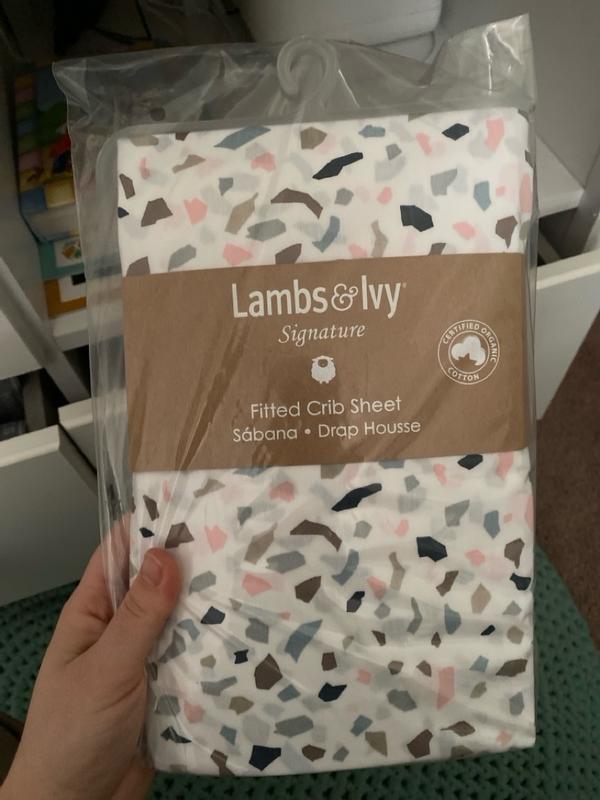 Lambs&Ivy®
Signature
CERTIFIED ORGANIC
COTTON
Fitted Crib Sheet
Sábana • Drap Housse